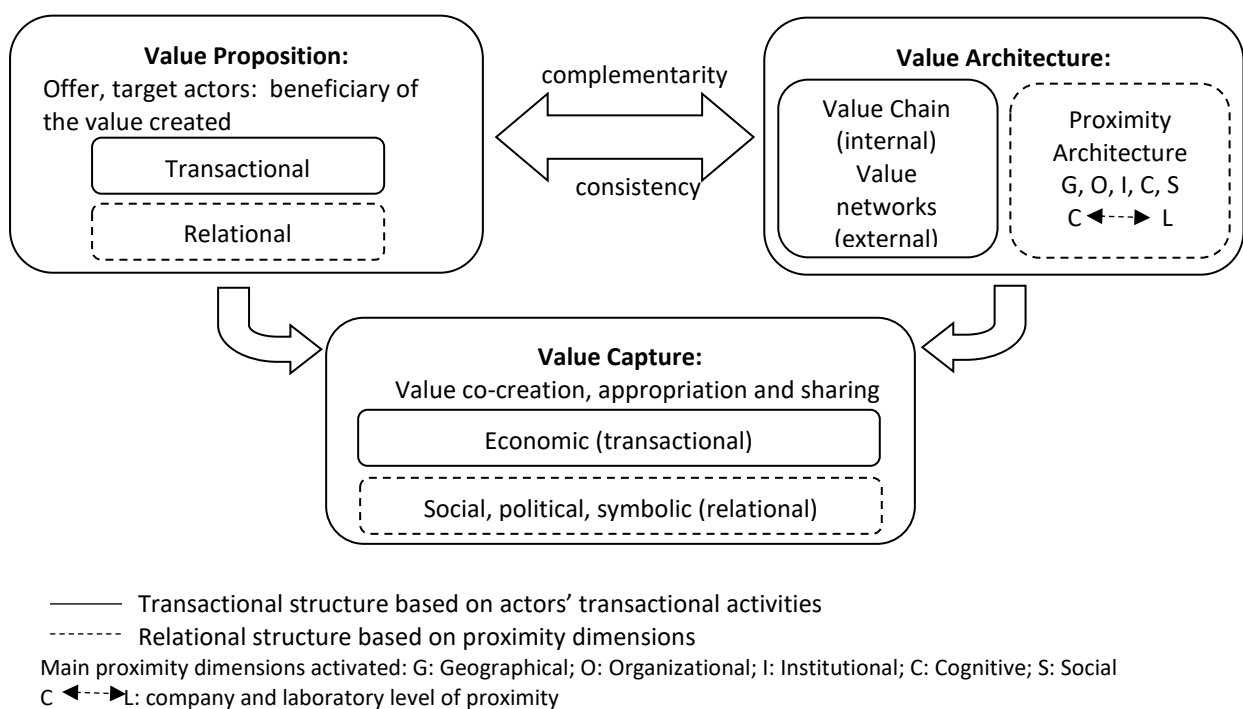 Value Proposition:
Offer, target actors:  beneficiary of
the value created
Transactional
Relational
complementarity
consistency
Value Architecture:
Value Chain
(internal)
Value
networks
(external)
Proximity
Architecture
G, O, I, C, S
C L
Value Capture:
Value co-creation, appropriation and sharing
Economic (transactional)
Social, political, symbolic (relational)
Transactional structure based on actors’ transactional activities
Relational structure based on proximity dimensions
Main proximity dimensions activated: G: Geographical; O: Organizational; I: Institutional; C: Cognitive; S: Social
C L: company and laboratory level of proximity